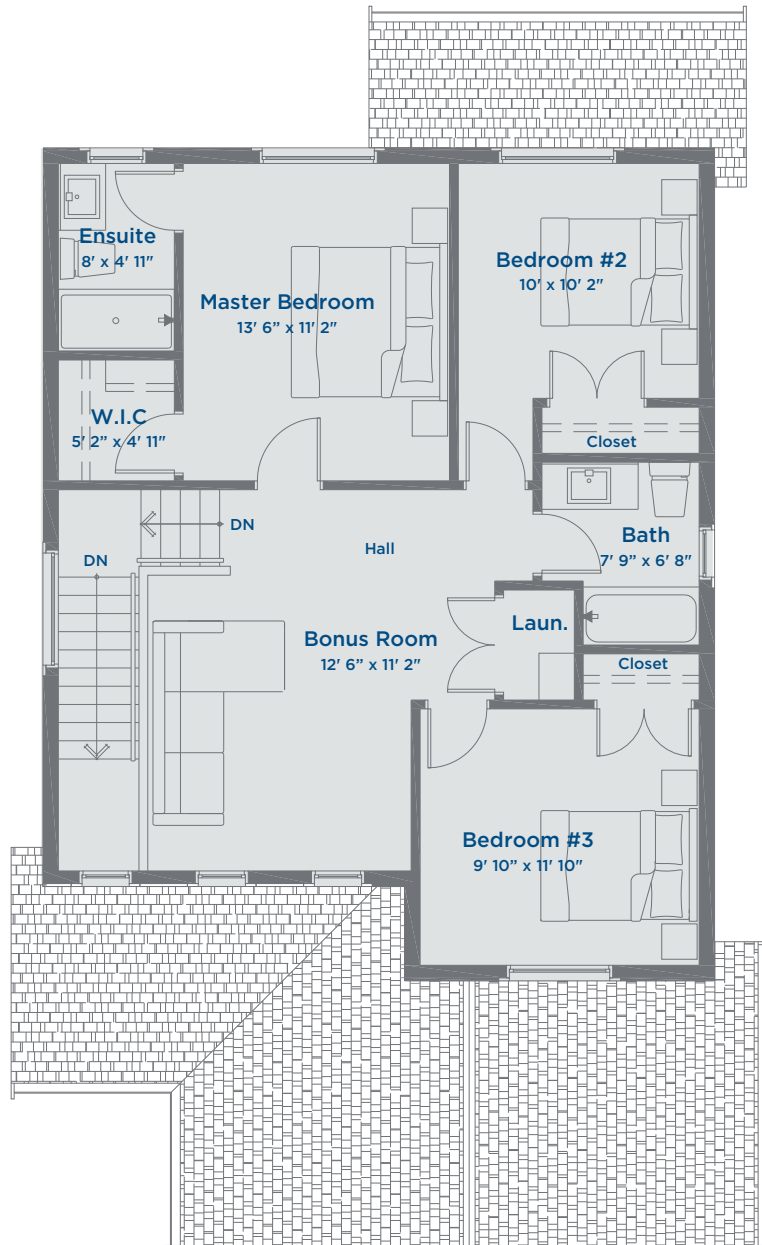 Ensuite
8' x 4' 11"
Master Bedroom
13' 6” x 11' 2"
Bedroom #2
10' x 10' 2"
W.I.C
5' 2” x 4' 11"
Closet
DN
DN
Hall
Bath
7' 9” x 6' 8"
Laun.
Bonus Room
12' 6” x 11' 2"
Closet
Bedroom #3
9' 10” x 11' 10"